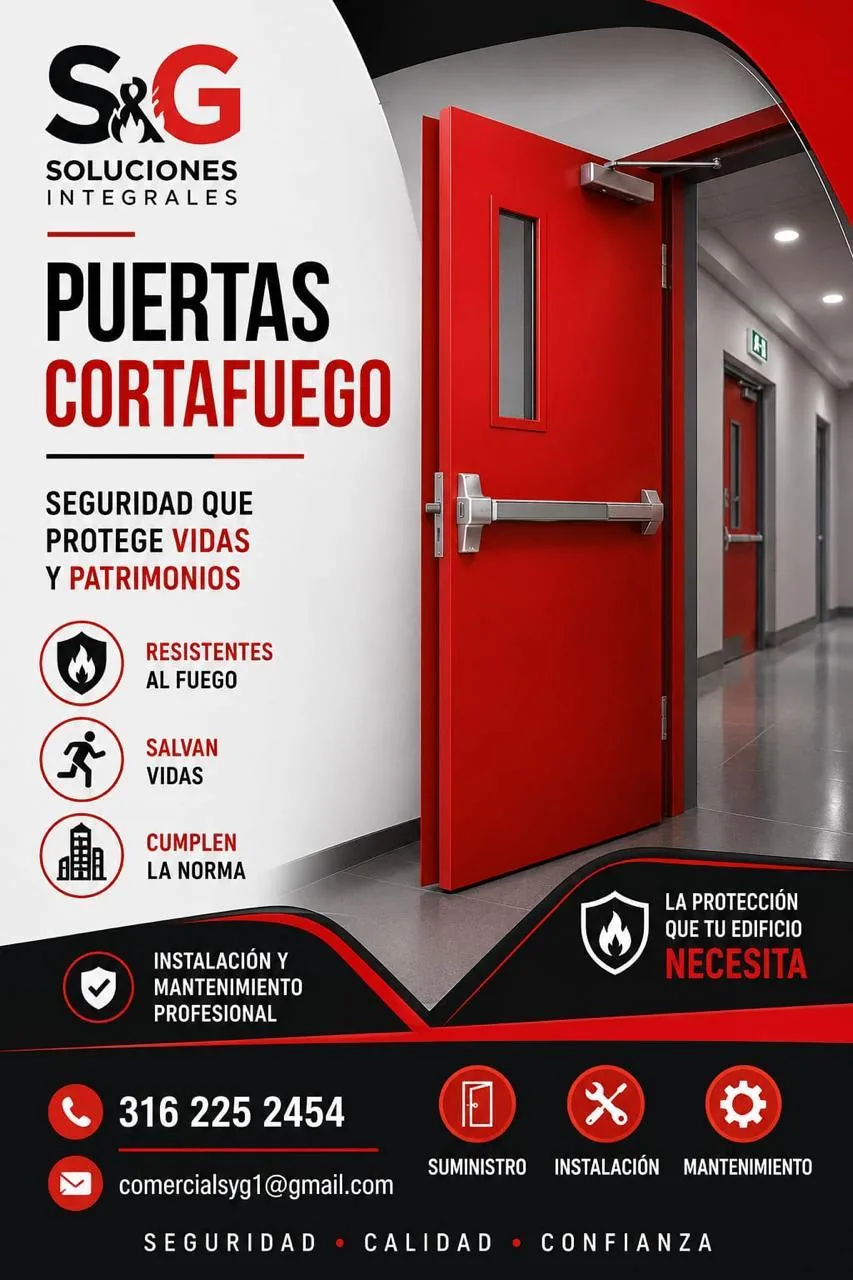 S&G
SOLUCIONES
INTEGRALES
PUERTAS
CORTAFUEGO
SEGURIDAD QUE
PROTEGE VIDAS
Y PATRIMONIOS
RESISTENTES
AL FUEGO
SALVAN
VIDAS
CUMPLEN
LA NORMA
LA PROTECCIÓN
QUE TU EDIFICIO
NECESITA
INSTALACIÓN Y
MANTENIMIENTO
PROFESIONAL
316 225 2454
comercialsyg1@gmail.com
SUMINISTRO
INSTALACIÓN
MANTENIMIENTO
SEGURIDAD • CALIDAD • CONFIANZA